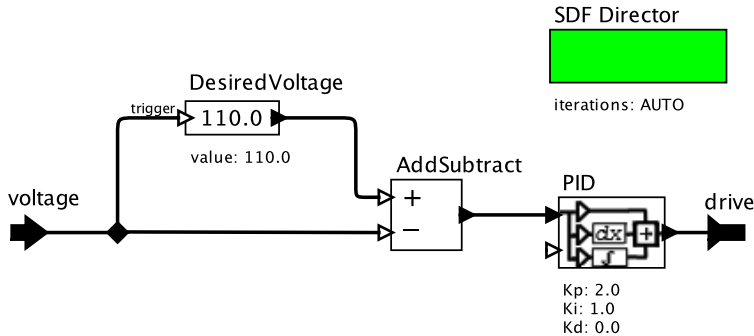 SDF Director
iterations: AUTO
DesiredVoltage
trigger
110.0
value: 110.0
AddSubtract
+
−
voltage
PID
dx
+
∫
drive
Kp: 2.0
Ki: 1.0
Kd: 0.0